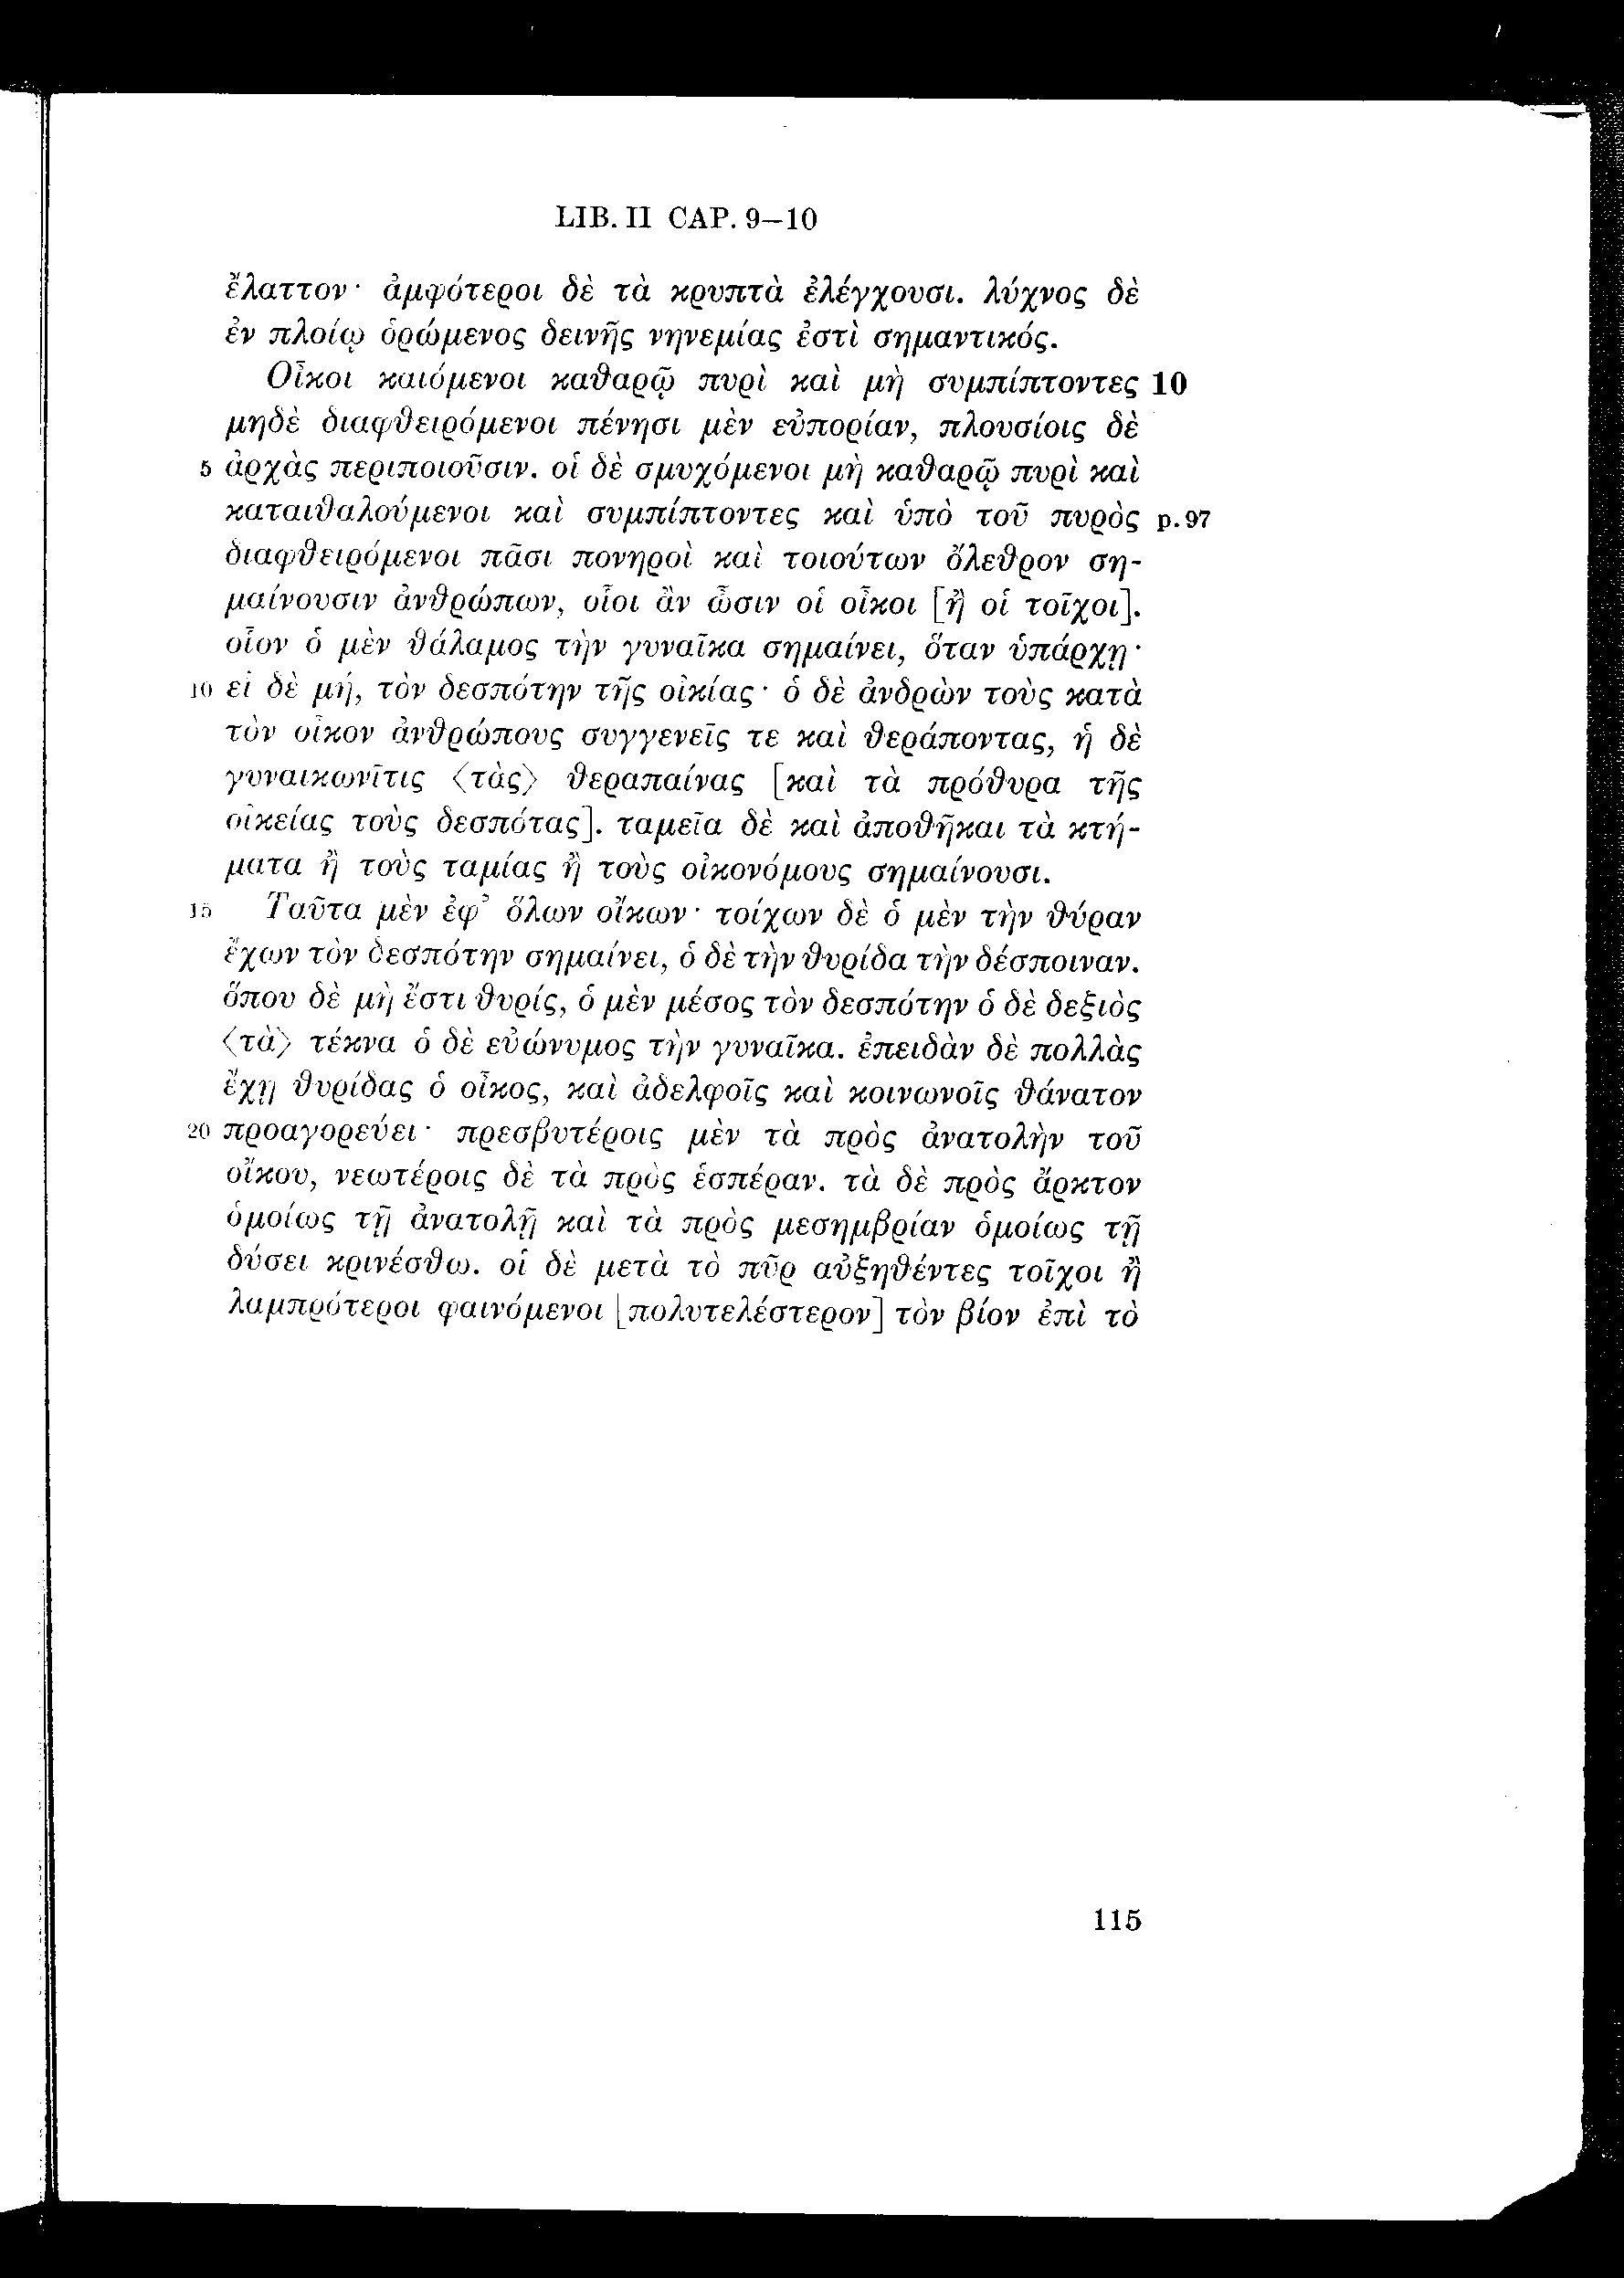 LIB. II CAP. 9–10
ἔλαττον· ἀμφότεροι δὲ τὰ κρυπτὰ ἐλέγχουσι. λύχνος δὲ
ἐν πλοίῳ ὁρώμενος δεινῆς νηνεμίας ἐστὶ σημαντικός.
Οἶκοι καιόμενοι καθαρῷ πυρὶ καὶ μὴ συμπίπτοντες 10
μηδὲ διαφθειρόμενοι πένησι μὲν εὐπορίαν, πλουσίοις δὲ
5 ἀρχὰς περιποιοῦσιν. οἱ δὲ σμυχόμενοι μὴ καθαρῷ πυρὶ καὶ
καταιθαλούμενοι καὶ συμπίπτοντες καὶ ὑπὸ τοῦ πυρὸς p. 97
διαφθειρόμενοι πᾶσι πονηροὶ καὶ τοιούτων ὄλεθρον ση-
μαίνουσιν ἀνθρώπων, οἷοι ἂν ὦσιν οἱ οἶκοι [ἢ οἱ τοῖχοι].
οἷον ὁ μὲν θάλαμος τὴν γυναῖκα σημαίνει, ὅταν ὑπάρχῃ·
10 εἰ δὲ μή, τὸν δεσπότην τῆς οἰκίας· ὁ δὲ ἀνδρὼν τοὺς κατὰ
τὸν οἶκον ἀνθρώπους συγγενεῖς τε καὶ θεράποντας, ἡ δὲ
γυναικωνῖτις 〈τὰς〉 θεραπαίνας [καὶ τὰ πρόθυρα τῆς
οἰκείας τοὺς δεσπότας]. ταμεῖα δὲ καὶ ἀποθῆκαι τὰ κτή-
ματα ἢ τοὺς ταμίας ἢ τοὺς οἰκονόμους σημαίνουσι.
15 Ταῦτα μὲν ἐφ’ ὅλων οἴκων· τοίχων δὲ ὁ μὲν τὴν θύραν
ἔχων τὸν δεσπότην σημαίνει, ὁ δὲ τὴν θυρίδα τὴν δέσποιναν.
ὅπου δὲ μὴ ἔστι θυρίς, ὁ μὲν μέσος τὸν δεσπότην ὁ δὲ δεξιὸς
〈τὰ〉 τέκνα ὁ δὲ εὐώνυμος τὴν γυναῖκα. ἐπειδὰν δὲ πολλὰς
ἔχῃ θυρίδας ὁ οἶκος, καὶ ἀδελφοῖς καὶ κοινωνοῖς θάνατον
20 προαγορεύει· πρεσβυτέροις μὲν τὰ πρὸς ἀνατολὴν τοῦ
οἴκου, νεωτέροις δὲ τὰ πρὸς ἑσπέραν. τὰ δὲ πρὸς ἄρκτον
ὁμοίως τῇ ἀνατολῇ καὶ τὰ πρὸς μεσημβρίαν ὁμοίως τῇ
δύσει κρινέσθω. οἱ δὲ μετὰ τὸ πῦρ αὐξηθέντες τοῖχοι ἢ
λαμπρότεροι φαινόμενοι [πολυτελέστερον] τὸν βίον ἐπὶ τὸ
115